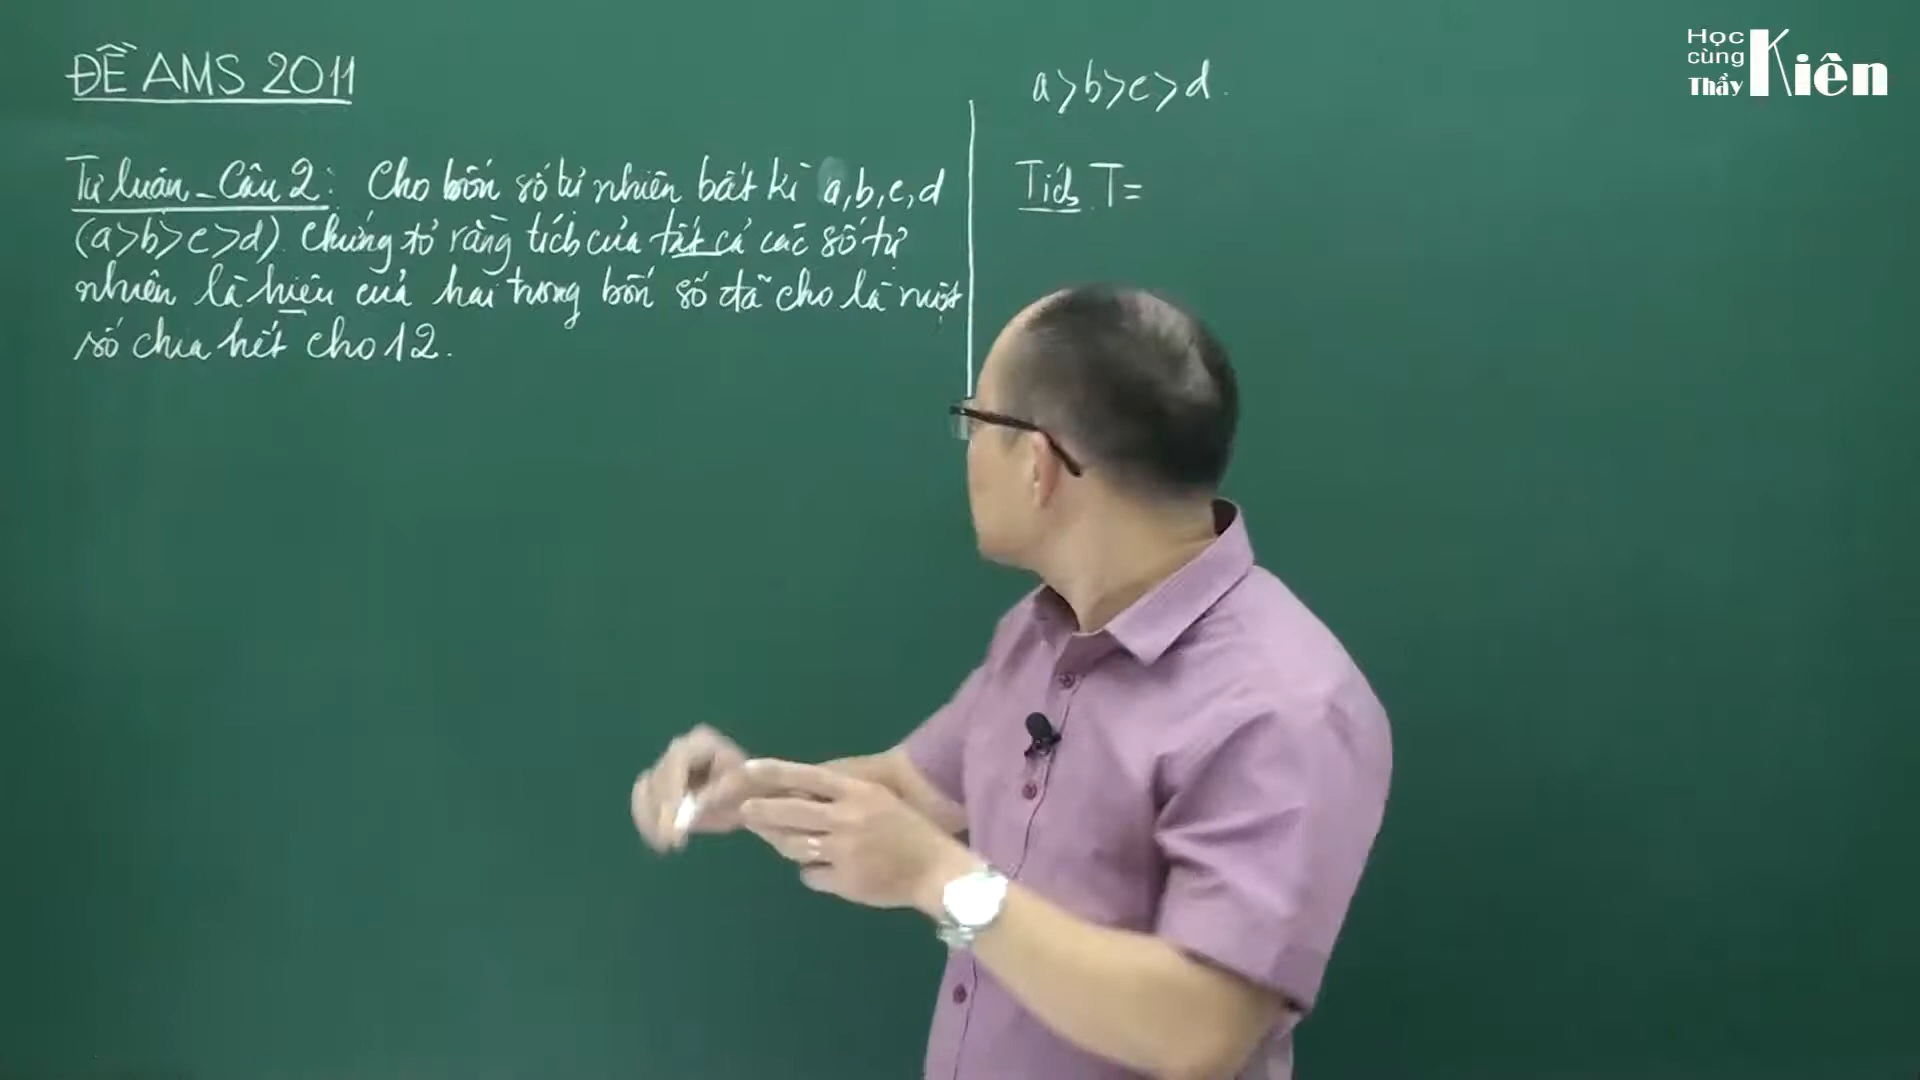 ĐỀ AMS 2011
Tự luận - Câu 2: Cho bốn số tự nhiên bất kì a,b,c,d
(a>b>c>d). Chứng tỏ rằng tích của tất cả các số tự
nhiên là hiệu của hai trong bốn số đã cho là một
số chia hết cho 12.
a>b>c>d.
Tích T=
Học
cùng
Thầy
Kiên